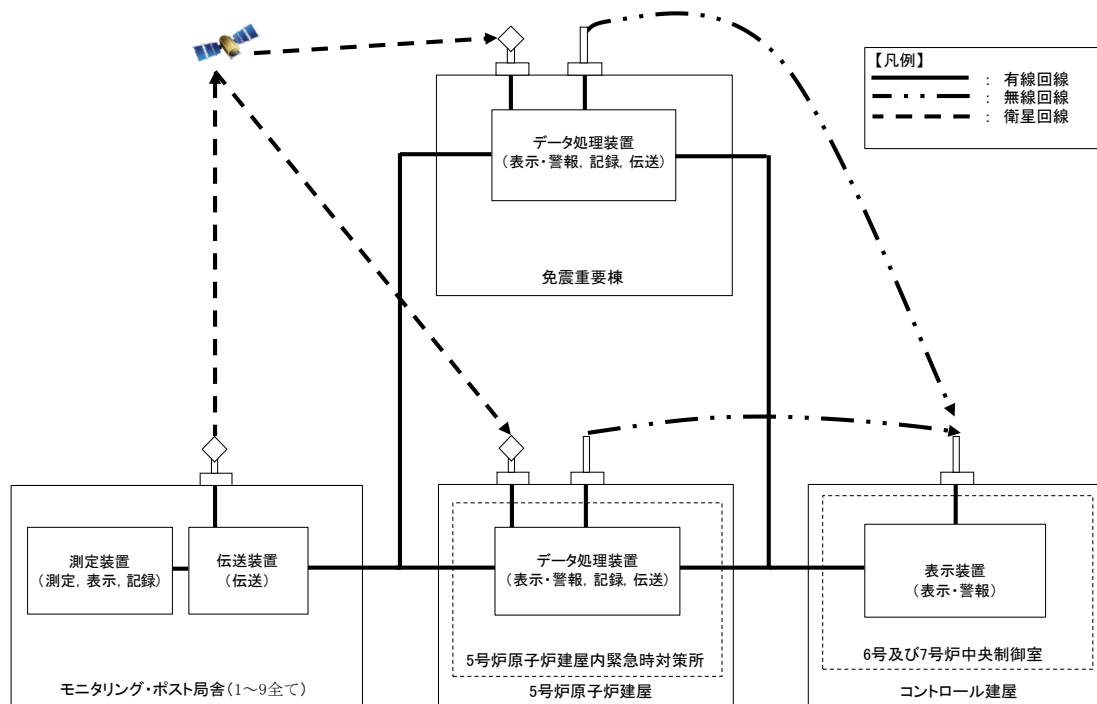 【凡例】
： 有線回線
： 無線回線
： 衛星回線
データ処理装置
(表示・警報, 記録, 伝送)
免震重要棟
測定装置
(測定, 表示, 記録)
伝送装置
(伝送)
モニタリング・ポスト局舎(1～9全て)
データ処理装置
(表示・警報, 記録, 伝送)
5号炉原子炉建屋内緊急時対策所
5号炉原子炉建屋
表示装置
(表示・警報)
6号及び7号炉中央制御室
コントロール建屋